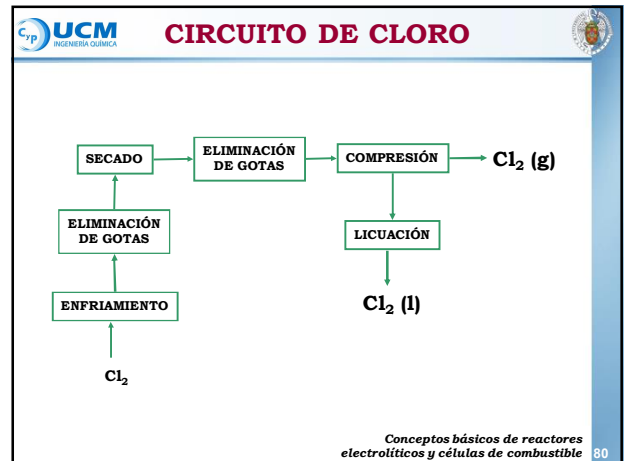 CyP UCM
INGENIERÍA QUÍMICA
CIRCUITO DE CLORO
SECADO
ELIMINACIÓN
DE GOTAS
COMPRESIÓN
Cl₂ (g)
ELIMINACIÓN
DE GOTAS
LICUACIÓN
ENFRIAMIENTO
Cl₂ (l)
Cl₂
Conceptos básicos de reactores
electrolíticos y células de combustible 80